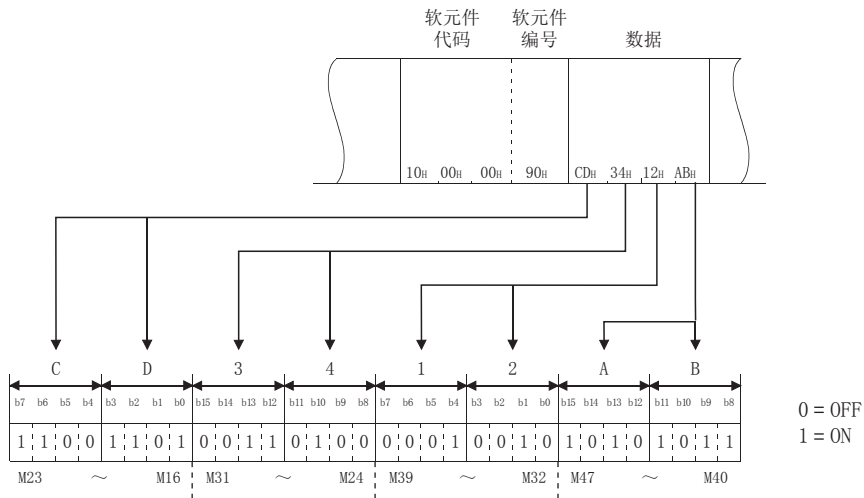 软元件 软元件
代码 编号 数据
10H 00H 00H 90H CDH 34H 12H ABH
C D 3 4 1 2 A B
b7 b6 b5 b4 b3 b2 b1 b0 b15 b14 b13 b12 b11 b10 b9 b8 b7 b6 b5 b4 b3 b2 b1 b0 b15 b14 b13 b12 b11 b10 b9 b8
0 = OFF
1 1 0 0 1 1 0 1 0 0 1 1 0 1 0 0 0 0 0 1 0 0 1 0 1 0 1 0 1 0 1 1
1 = ON
M23 ~ M16 M31 ~ M24 M39 ~ M32 M47 ~ M40